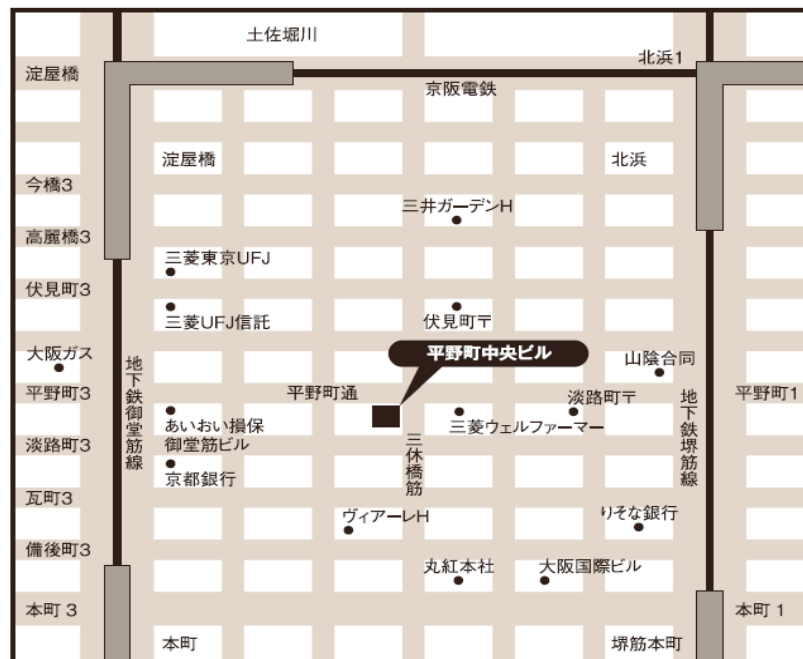 土佐堀川
北浜1
淀屋橋
京阪電鉄
淀屋橋
北浜
今橋3
三井ガーデンH
高麗橋3
三菱東京UFJ
伏見町3
三菱UFJ信託
伏見町〒
平野町中央ビル
大阪ガス
山陰合同
地下鉄御堂筋線
平野町3
平野町通
淡路町〒
地下鉄堺筋線
平野町1
あいおい損保
御堂筋ビル
三菱ウェルファーマー
三休橋筋
淡路町3
京都銀行
瓦町3
ヴィアーレH
りそな銀行
備後町3
丸紅本社
大阪国際ビル
本町3
本町1
本町
堺筋本町